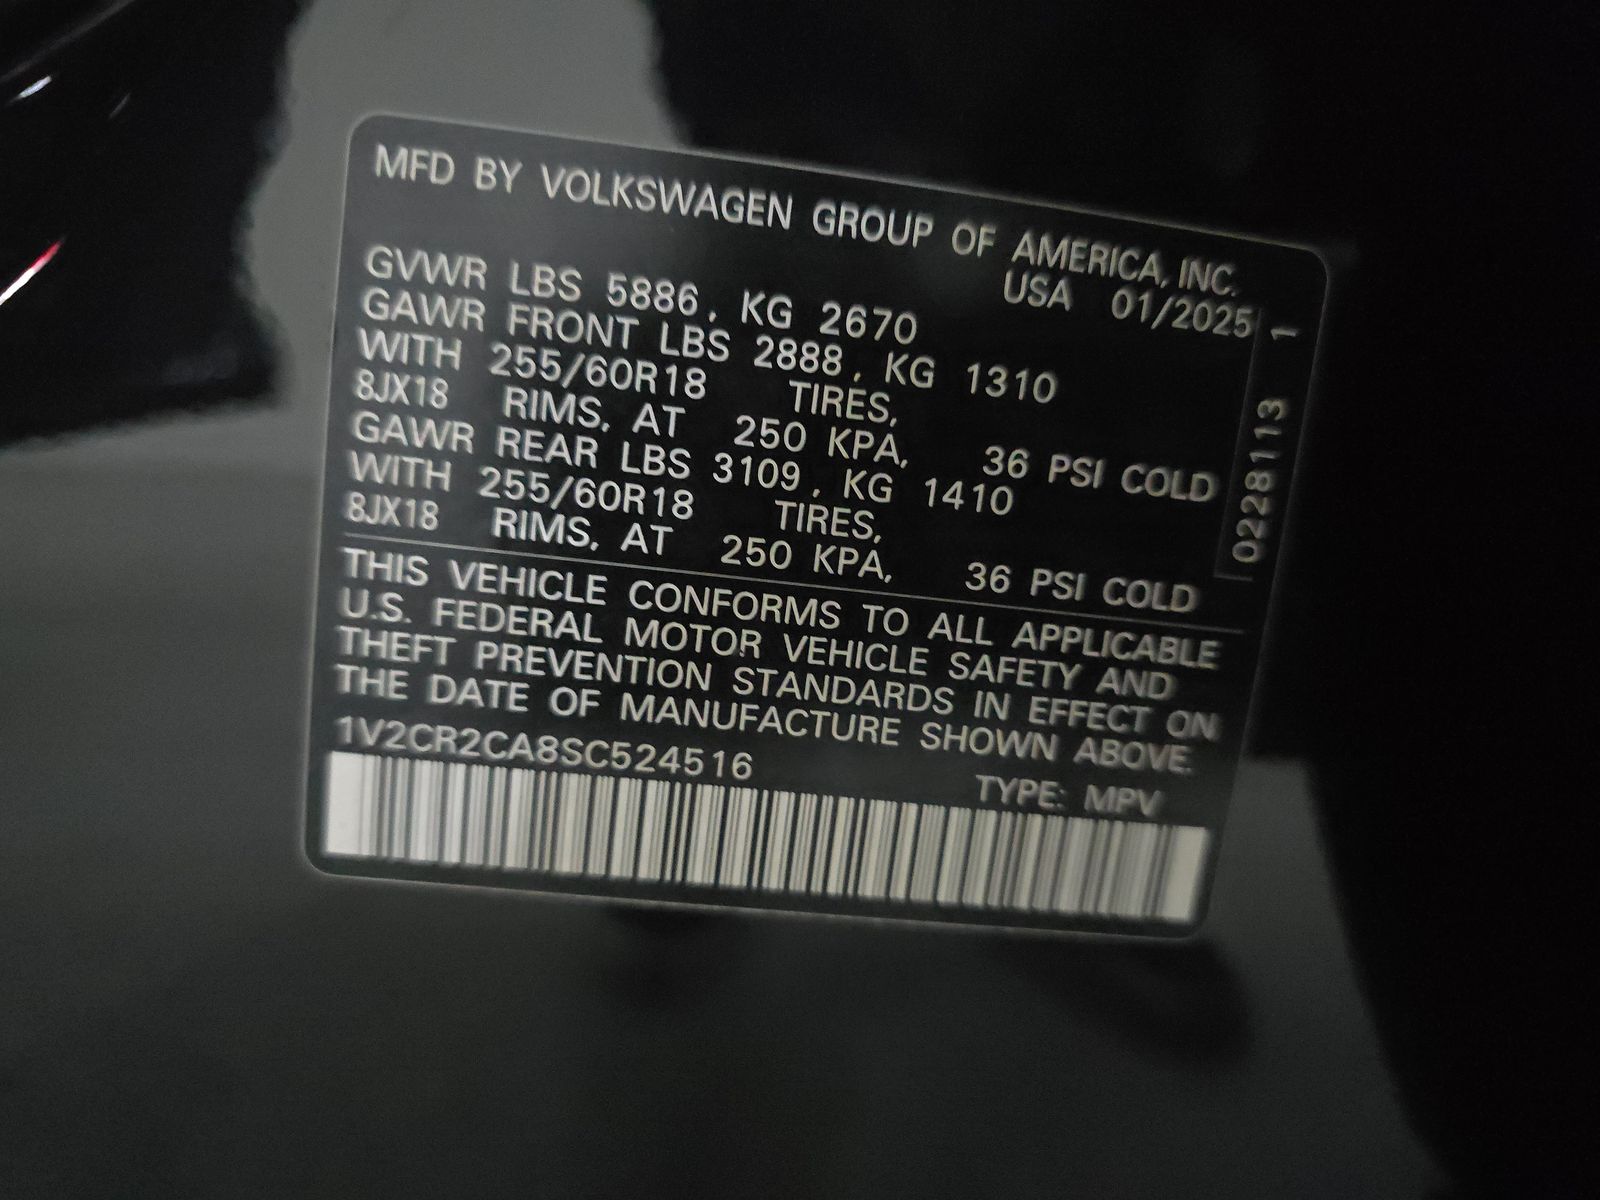 MFD BY VOLKSWAGEN GROUP OF AMERICA, INC.
USA 01/2025
GVWR LBS 5886, KG 2670
GAWR FRONT LBS 2888, KG 1310
WITH 255/60R18 TIRES,
8JX18 RIMS, AT 250 KPA, 36 PSI COLD
GAWR REAR LBS 3109, KG 1410
WITH 255/60R18 TIRES,
8JX18 RIMS, AT 250 KPA, 36 PSI COLD
0228113 1
THIS VEHICLE CONFORMS TO ALL APPLICABLE
U.S. FEDERAL MOTOR VEHICLE SAFETY AND
THEFT PREVENTION STANDARDS IN EFFECT ON
THE DATE OF MANUFACTURE SHOWN ABOVE.
1V2CR2CA8SC524516
TYPE: MPV